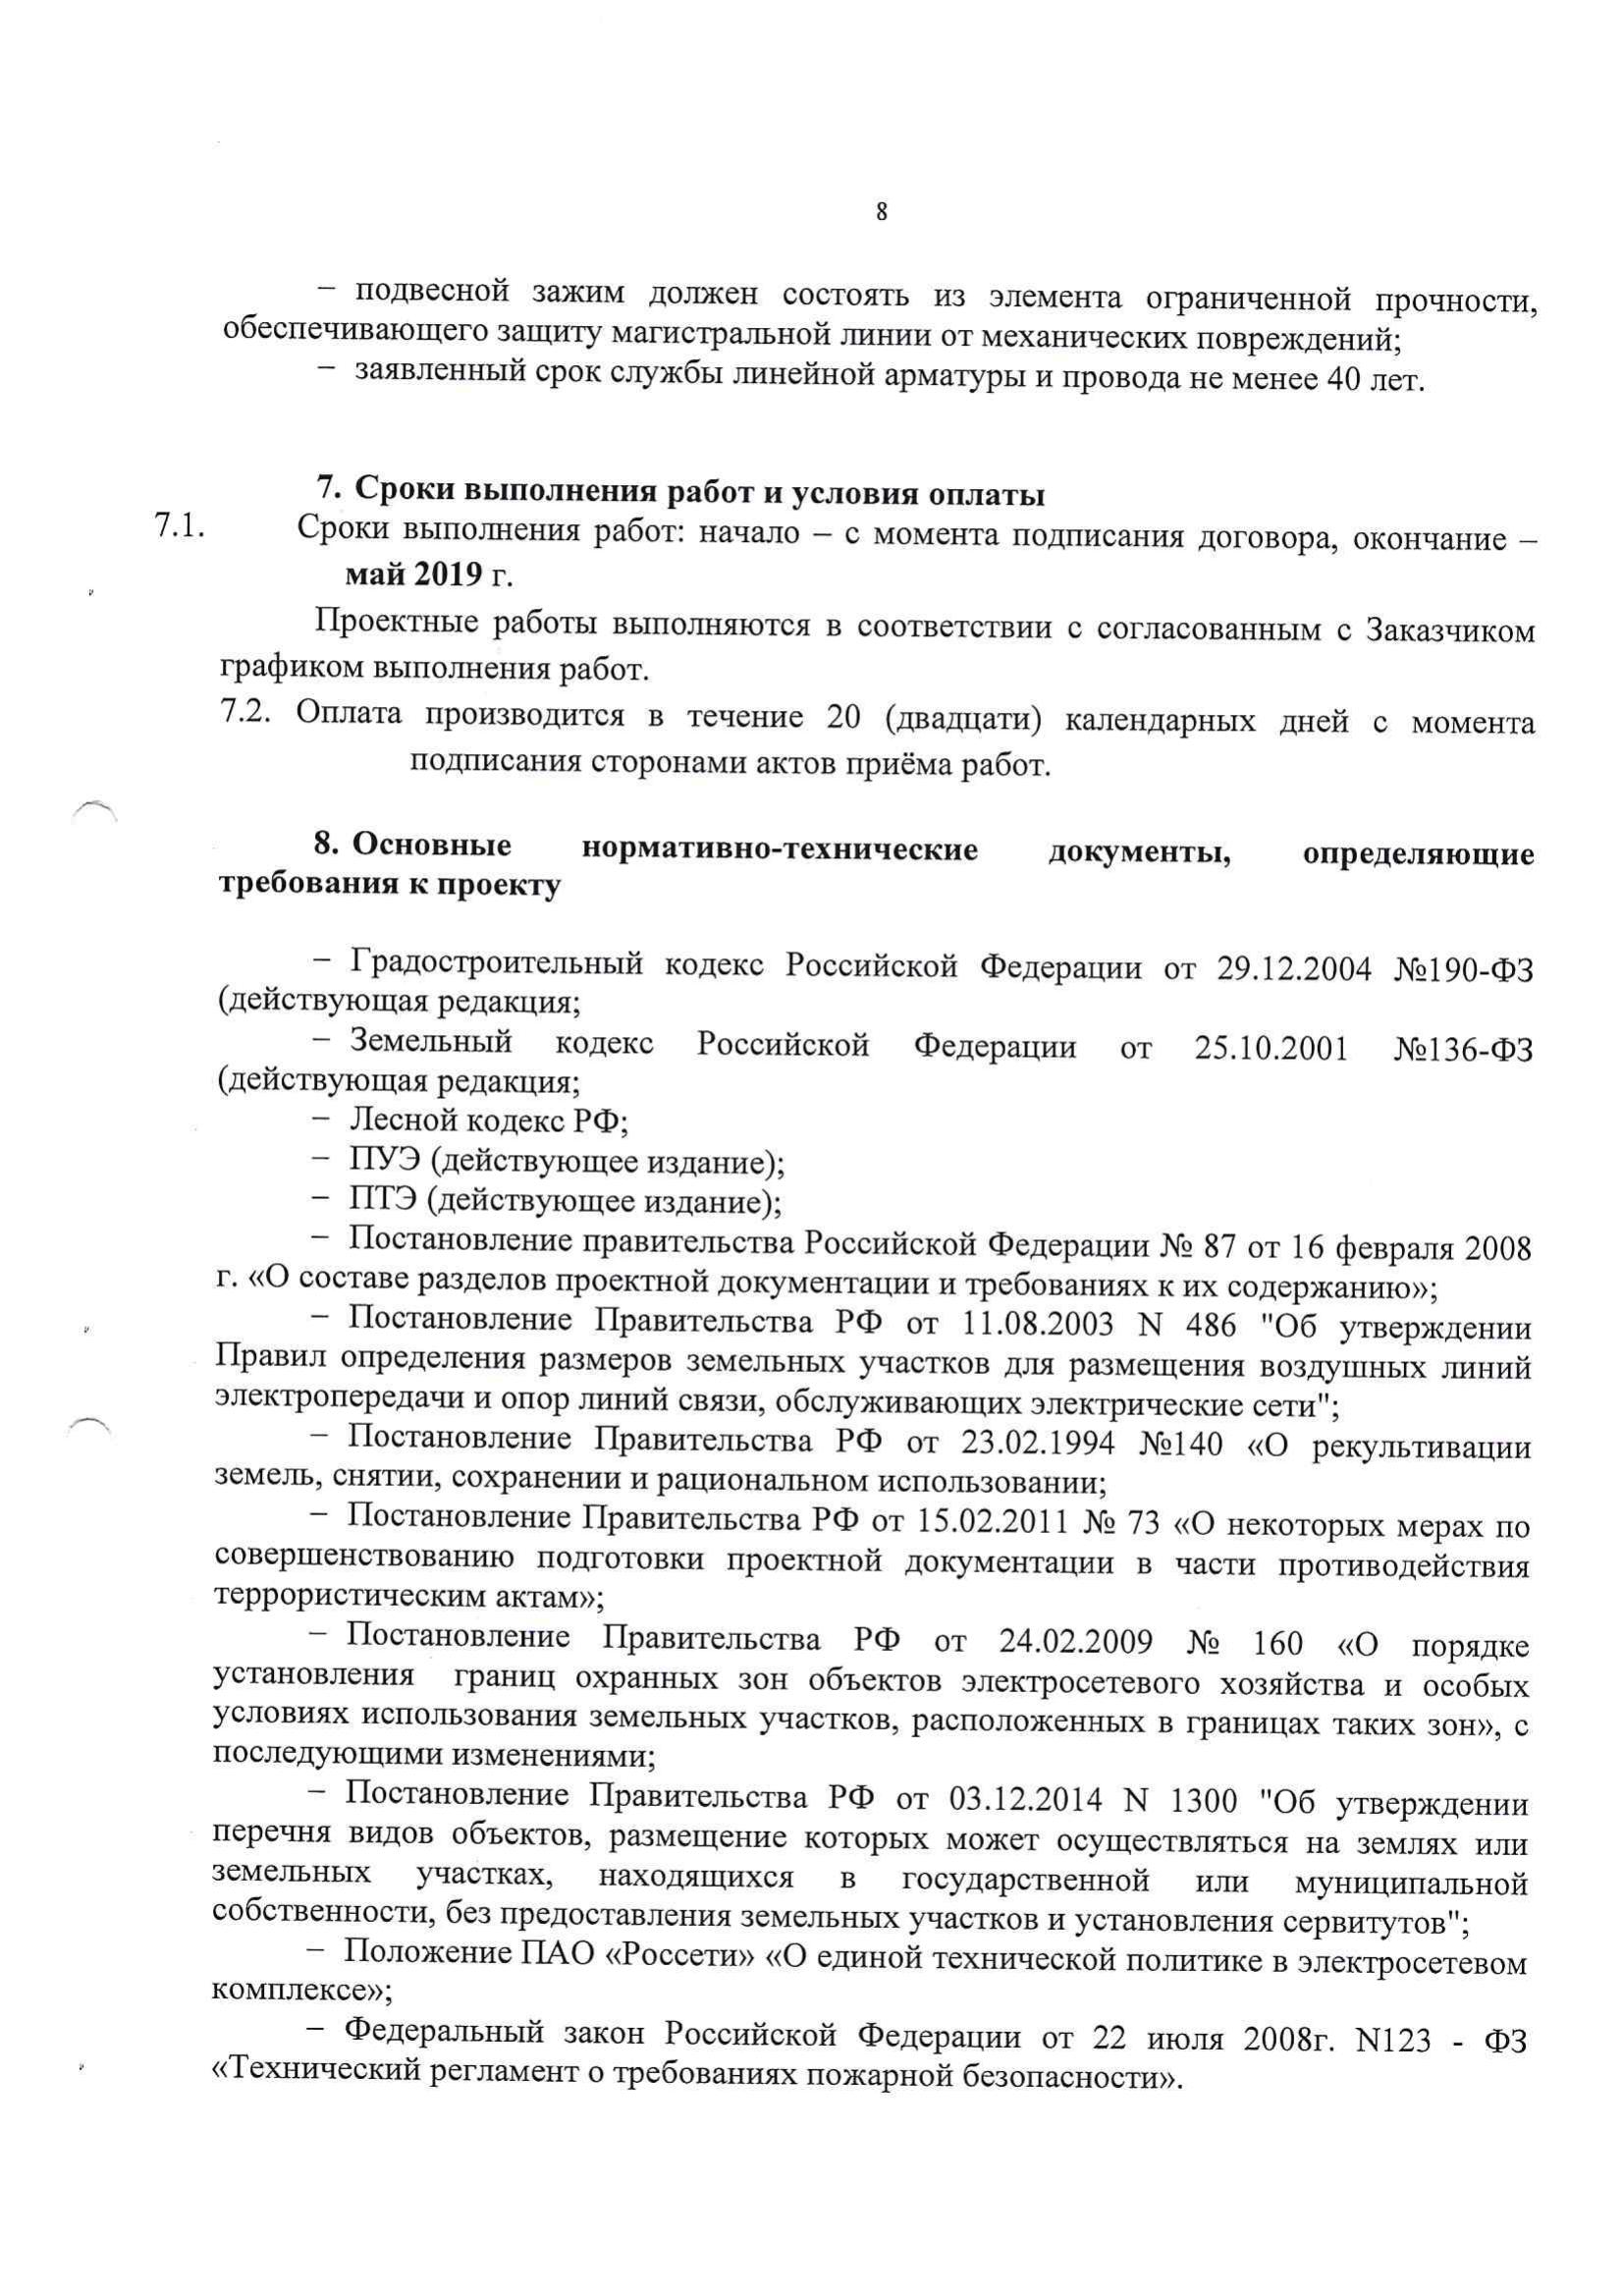 8
– подвесной зажим должен состоять из элемента ограниченной прочности,
обеспечивающего защиту магистральной линии от механических повреждений;
– заявленный срок службы линейной арматуры и провода не менее 40 лет.
7. Сроки выполнения работ и условия оплаты
7.1. Сроки выполнения работ: начало – с момента подписания договора, окончание –
май 2019 г.
Проектные работы выполняются в соответствии с согласованным с Заказчиком
графиком выполнения работ.
7.2. Оплата производится в течение 20 (двадцати) календарных дней с момента
подписания сторонами актов приёма работ.
8. Основные нормативно-технические документы, определяющие
требования к проекту
– Градостроительный кодекс Российской Федерации от 29.12.2004 №190-ФЗ
(действующая редакция;
– Земельный кодекс Российской Федерации от 25.10.2001 №136-ФЗ
(действующая редакция;
– Лесной кодекс РФ;
– ПУЭ (действующее издание);
– ПТЭ (действующее издание);
– Постановление правительства Российской Федерации № 87 от 16 февраля 2008
г. «О составе разделов проектной документации и требованиях к их содержанию»;
– Постановление Правительства РФ от 11.08.2003 N 486 "Об утверждении
Правил определения размеров земельных участков для размещения воздушных линий
электропередачи и опор линий связи, обслуживающих электрические сети";
– Постановление Правительства РФ от 23.02.1994 №140 «О рекультивации
земель, снятии, сохранении и рациональном использовании;
– Постановление Правительства РФ от 15.02.2011 № 73 «О некоторых мерах по
совершенствованию подготовки проектной документации в части противодействия
террористическим актам»;
– Постановление Правительства РФ от 24.02.2009 № 160 «О порядке
установления границ охранных зон объектов электросетевого хозяйства и особых
условиях использования земельных участков, расположенных в границах таких зон», с
последующими изменениями;
– Постановление Правительства РФ от 03.12.2014 N 1300 "Об утверждении
перечня видов объектов, размещение которых может осуществляться на землях или
земельных участках, находящихся в государственной или муниципальной
собственности, без предоставления земельных участков и установления сервитутов";
– Положение ПАО «Россети» «О единой технической политике в электросетевом
комплексе»;
– Федеральный закон Российской Федерации от 22 июля 2008г. N123 - ФЗ
«Технический регламент о требованиях пожарной безопасности».